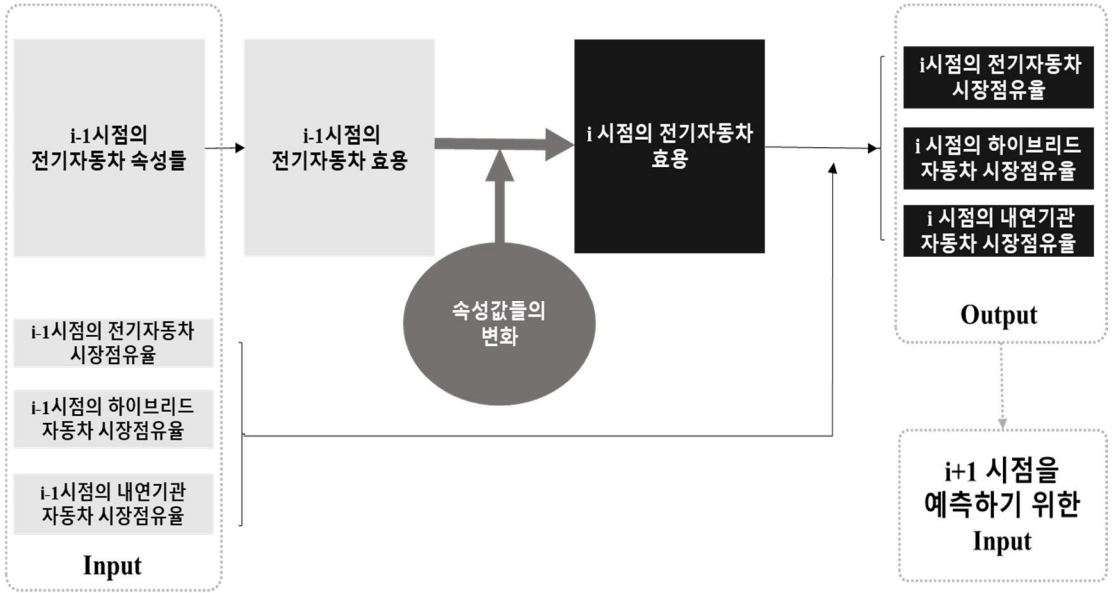 i-1시점의
전기자동차 속성들
i-1시점의
전기자동차 효용
i 시점의 전기자동차
효용
속성값들의
변화
i-1시점의 전기자동차
시장점유율
i-1시점의 하이브리드
자동차 시장점유율
i-1시점의 내연기관
자동차 시장점유율
Input
i시점의 전기자동차
시장점유율
i 시점의 하이브리드
자동차 시장점유율
i 시점의 내연기관
자동차 시장점유율
Output
i+1 시점을
예측하기 위한
Input